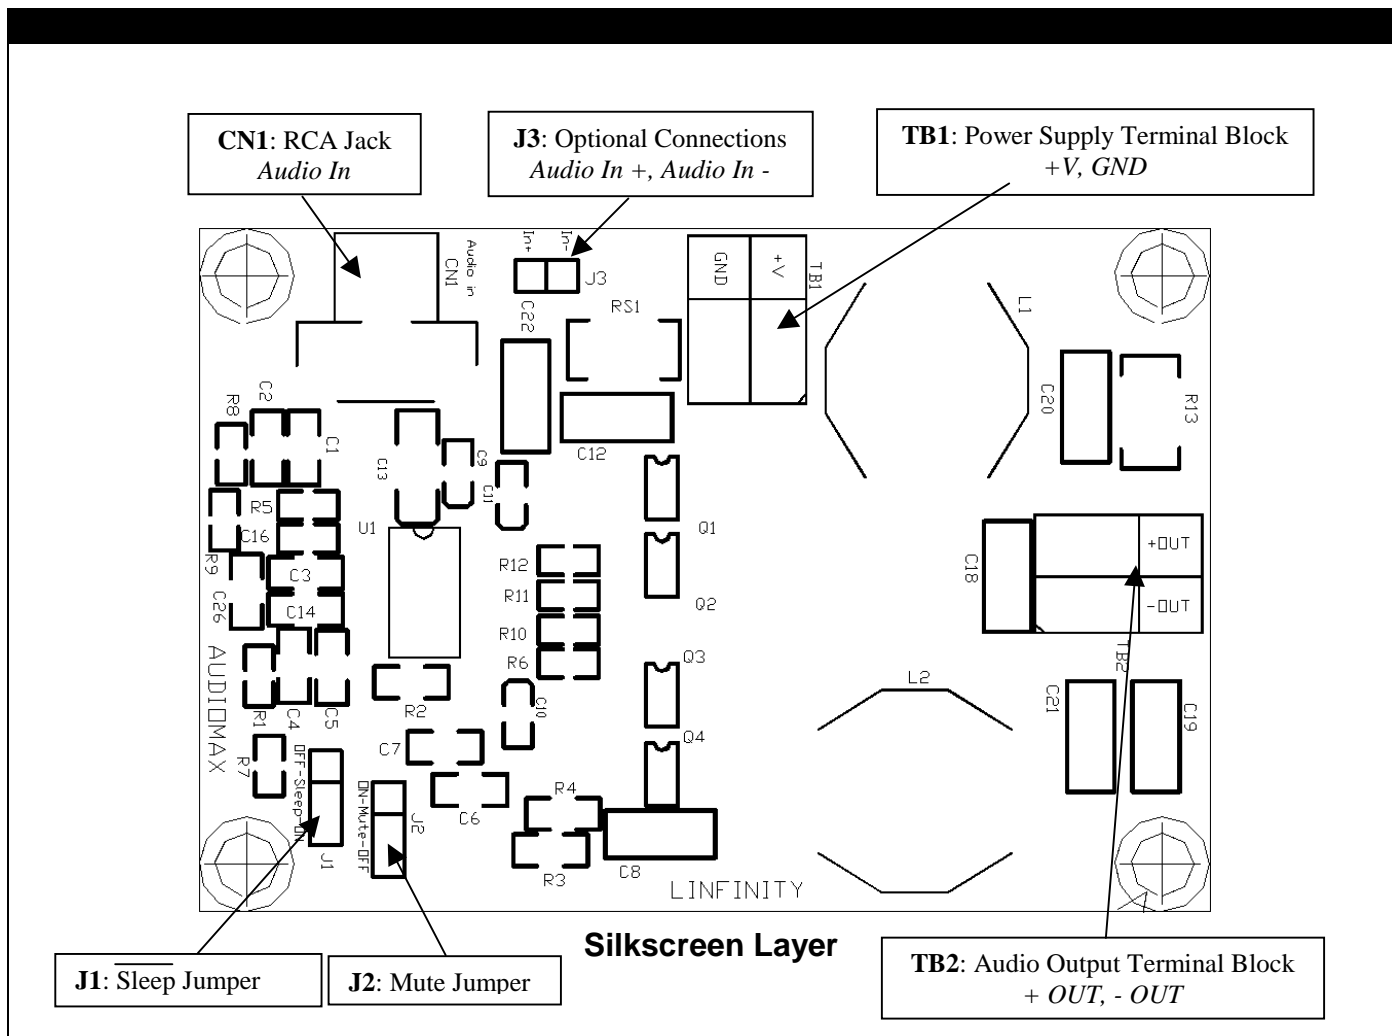 CN1: RCA Jack
Audio In
J3: Optional Connections
Audio In +, Audio In -
TB1: Power Supply Terminal Block
+V, GND
Audio in
CN1
In+
In-
J3
GND
+V
TB1
C22
RS1
L1
C20
R13
R8
C2
C1
C13
C9
C11
C12
R5
C16
U1
Q1
R9
C3
R12
C18
+OUT
C26
C14
R11
Q2
-OUT
R10
TB2
AUDIOMAX
R6
Q3
L2
R1
C4
C5
R2
C10
C21
C19
R7
C7
Q4
OFF-Sleep-ON
J1
ON-Mute-OFF
J2
C6
R4
R3
C8
LINFINITY
Silkscreen Layer
J1: Sleep Jumper
J2: Mute Jumper
TB2: Audio Output Terminal Block
+ OUT, - OUT